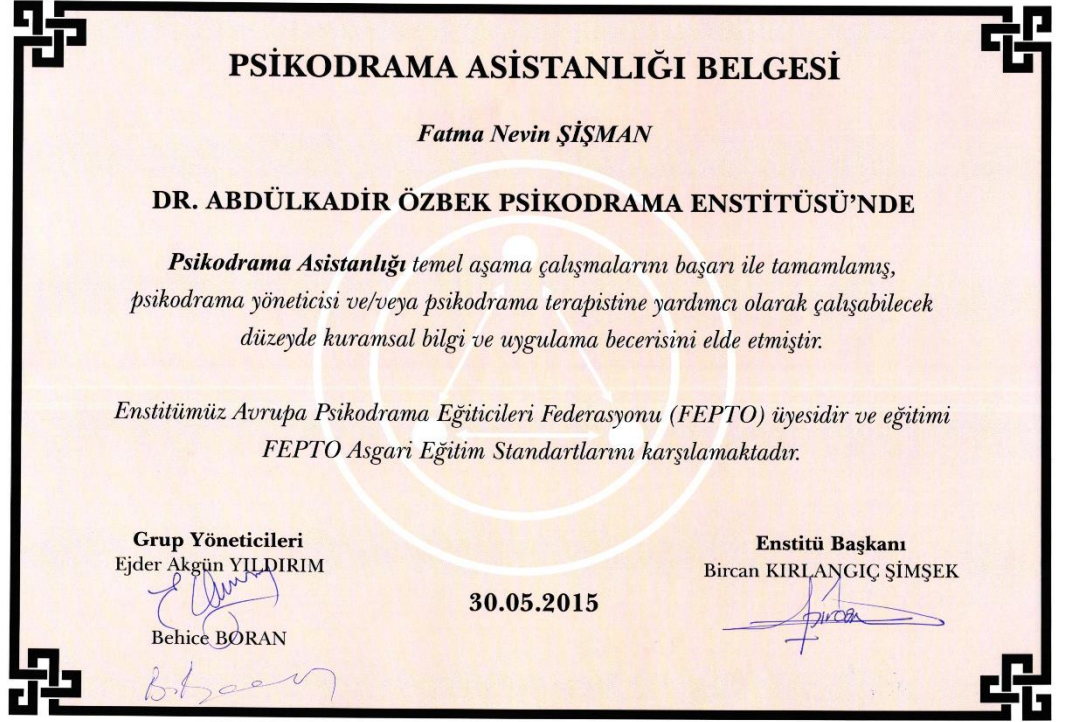 PSİKODRAMA ASİSTANLIĞI BELGESİ
Fatma Nevin ŞİŞMAN
DR. ABDÜLKADİR ÖZBEK PSİKODRAMA ENSTİTÜSÜ’NDE
Psikodrama Asistanlığı temel aşama çalışmalarını başarı ile tamamlamış,
psikodrama yöneticisi ve/veya psikodrama terapistine yardımcı olarak çalışabilecek
düzeyde kuramsal bilgi ve uygulama becerisini elde etmiştir.
Enstitümüz Avrupa Psikodrama Eğiticileri Federasyonu (FEPTO) üyesidir ve eğitimi
FEPTO Asgari Eğitim Standartlarını karşılamaktadır.
Grup Yöneticileri
Ejder Akgün YILDIRIM
Behice BORAN
30.05.2015
Enstitü Başkanı
Bircan KIRLANGIÇ ŞİMŞEK